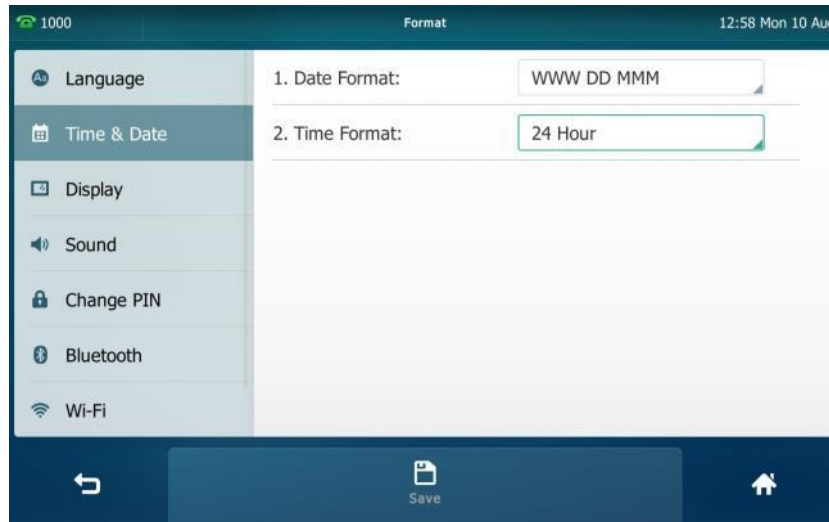 1000
Format
12:58 Mon 10 Au
Language
1. Date Format:
WWW DD MMM
Time & Date
2. Time Format:
24 Hour
Display
Sound
Change PIN
Bluetooth
Wi-Fi
Save